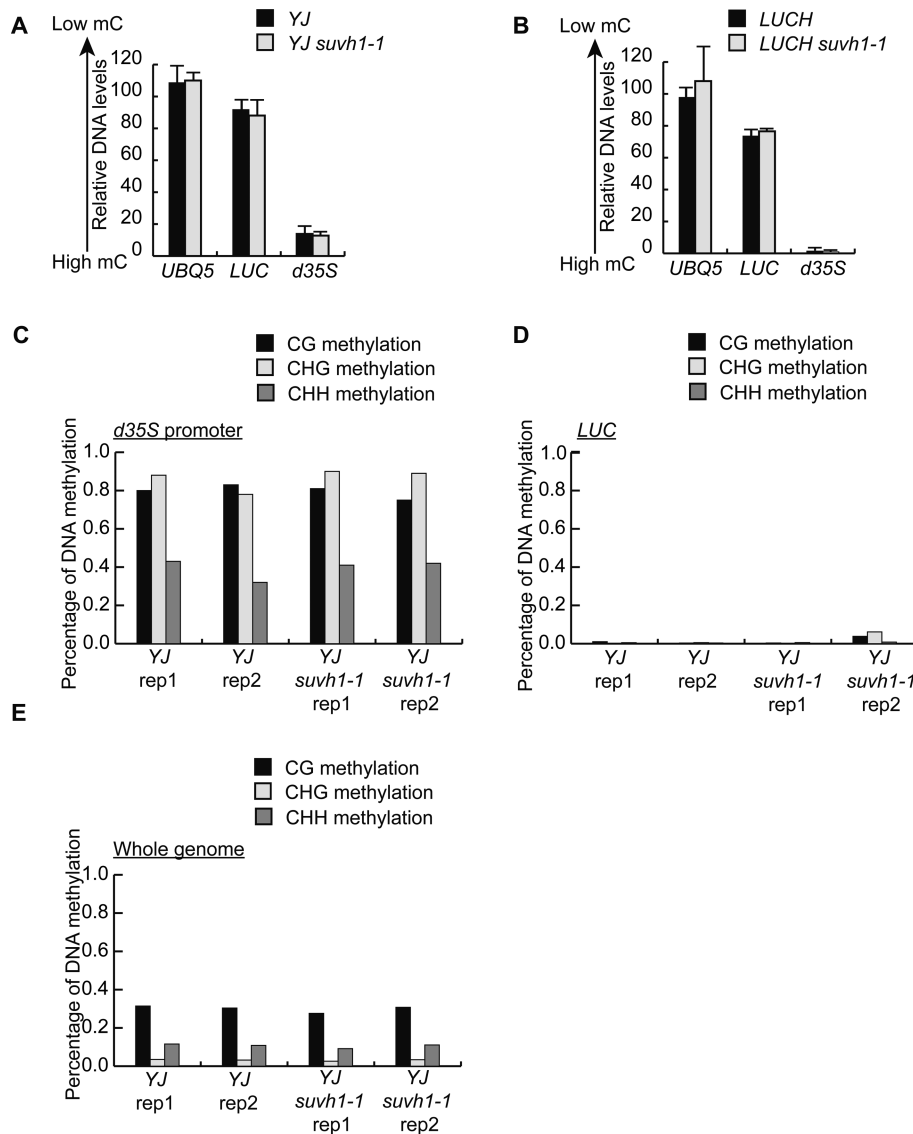 A
Low mC
High mC
Relative DNA levels
YJ
YJ suvh1-1
120
100
80
60
40
20
0
UBQ5
LUC
d35S
B
Low mC
High mC
Relative DNA levels
LUCH
LUCH suvh1-1
120
100
80
60
40
20
0
UBQ5
LUC
d35S
C
CG methylation
CHG methylation
CHH methylation
d35S promoter
Percentage of DNA methylation
1.0
0.8
0.6
0.4
0.2
0.0
YJ
rep1
YJ
rep2
YJ
suvh1-1
rep1
YJ
suvh1-1
rep2
D
CG methylation
CHG methylation
CHH methylation
LUC
Percentage of DNA methylation
1.0
0.8
0.6
0.4
0.2
0.0
YJ
rep1
YJ
rep2
YJ
suvh1-1
rep1
YJ
suvh1-1
rep2
E
CG methylation
CHG methylation
CHH methylation
Whole genome
Percentage of DNA methylation
1.0
0.8
0.6
0.4
0.2
0.0
YJ
rep1
YJ
rep2
YJ
suvh1-1
rep1
YJ
suvh1-1
rep2